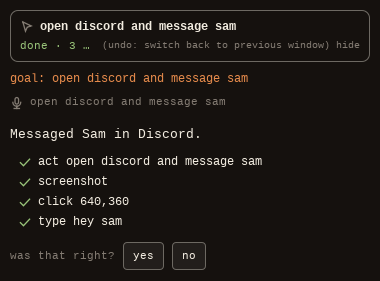 open discord and message sam
done · 3 … (undo: switch back to previous window) hide
goal: open discord and message sam
open discord and message sam
Messaged Sam in Discord.
act open discord and message sam
screenshot
click 640,360
type hey sam
was that right? yes no